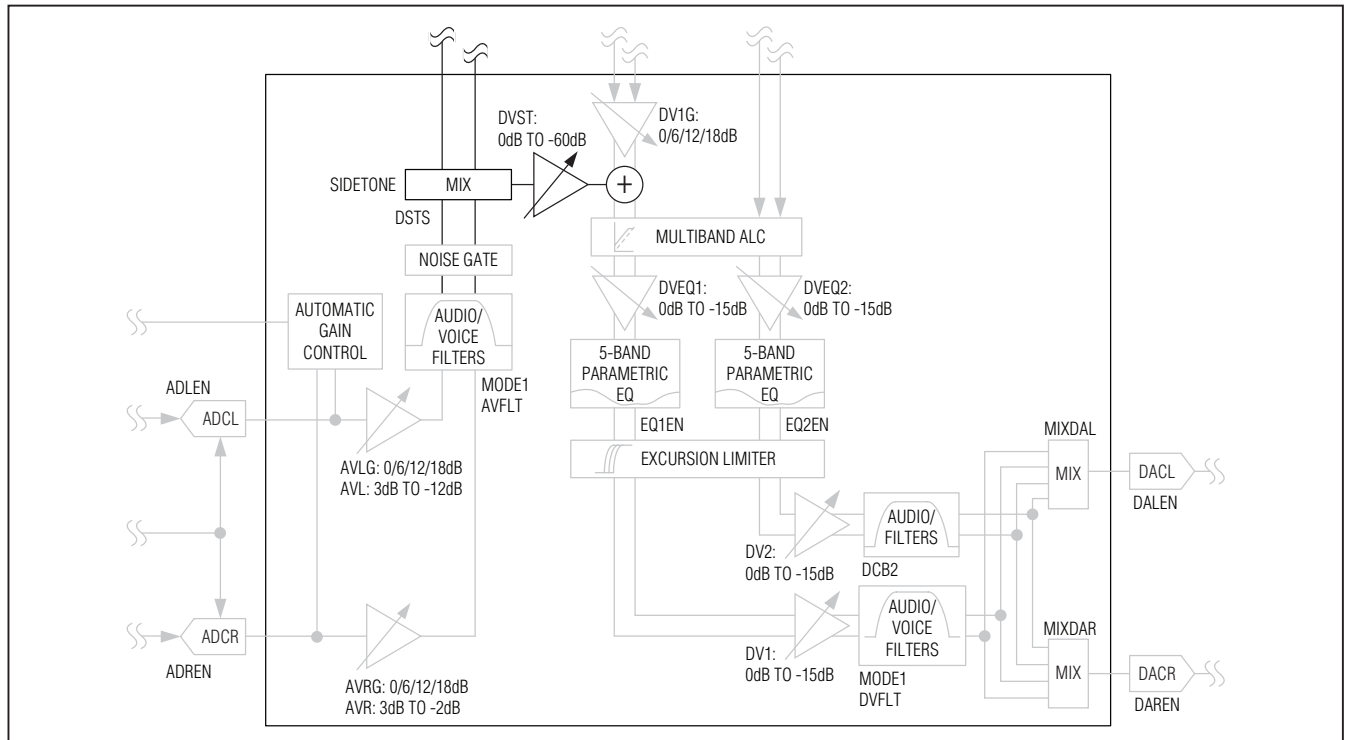 DVST:
0dB TO -60dB
DV1G:
0/6/12/18dB
SIDETONE
MIX
+
DSTS
MULTIBAND ALC
NOISE GATE
DVEQ1:
0dB TO -15dB
DVEQ2:
0dB TO -15dB
AUTOMATIC
GAIN
CONTROL
AUDIO/
VOICE
FILTERS
MODE1
AVFLT
5-BAND
PARAMETRIC
EQ
5-BAND
PARAMETRIC
EQ
ADLEN
ADCL
EQ1EN
EQ2EN
EXCURSION LIMITER
AVLG: 0/6/12/18dB
AVL: 3dB TO -12dB
MIXDAL
MIX
DACL
DALEN
DV2:
0dB TO -15dB
AUDIO/
FILTERS
DCB2
ADCR
ADREN
AVRG: 0/6/12/18dB
AVR: 3dB TO -2dB
DV1:
0dB TO -15dB
AUDIO/
VOICE
FILTERS
MODE1
DVFLT
MIXDAR
MIX
DACR
DAREN